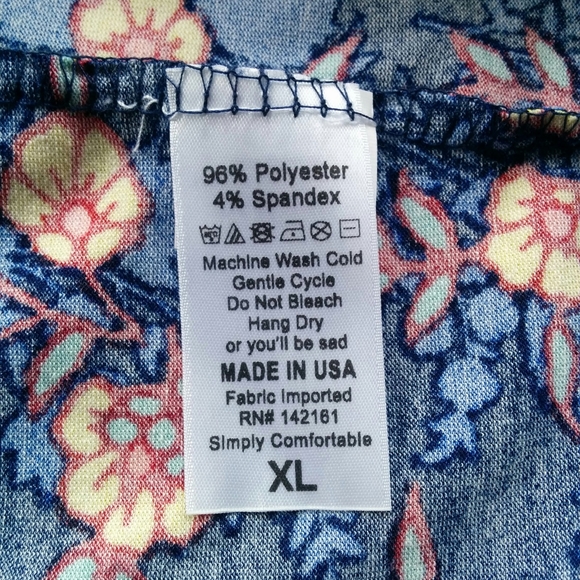 96% Polyester
4% Spandex
Machine Wash Cold
Gentle Cycle
Do Not Bleach
Hang Dry
or you'll be sad
MADE IN USA
Fabric Imported
RN# 142161
Simply Comfortable
XL